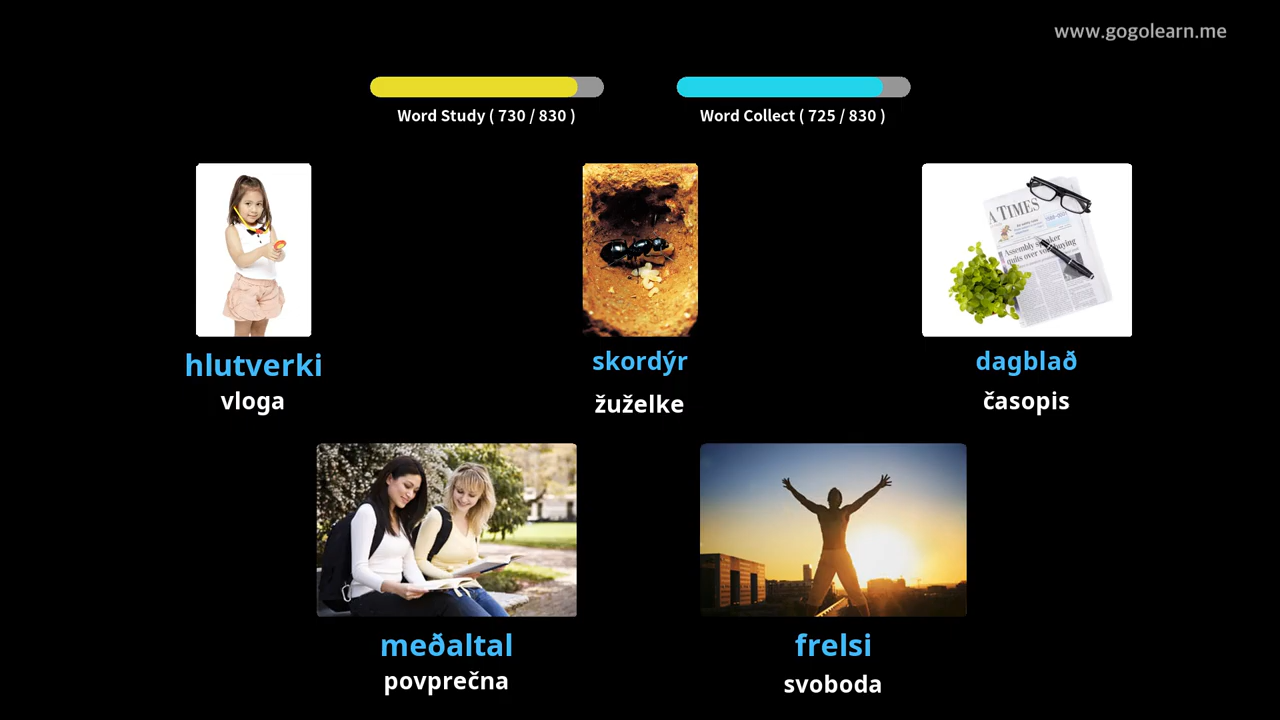 www.gogolearn.me
Word Study ( 730 / 830 )
Word Collect ( 725 / 830 )
A TIMES
hlutverki
vloga
skordýr
žuželke
dagblað
časopis
meðaltal
povprečna
frelsi
svoboda